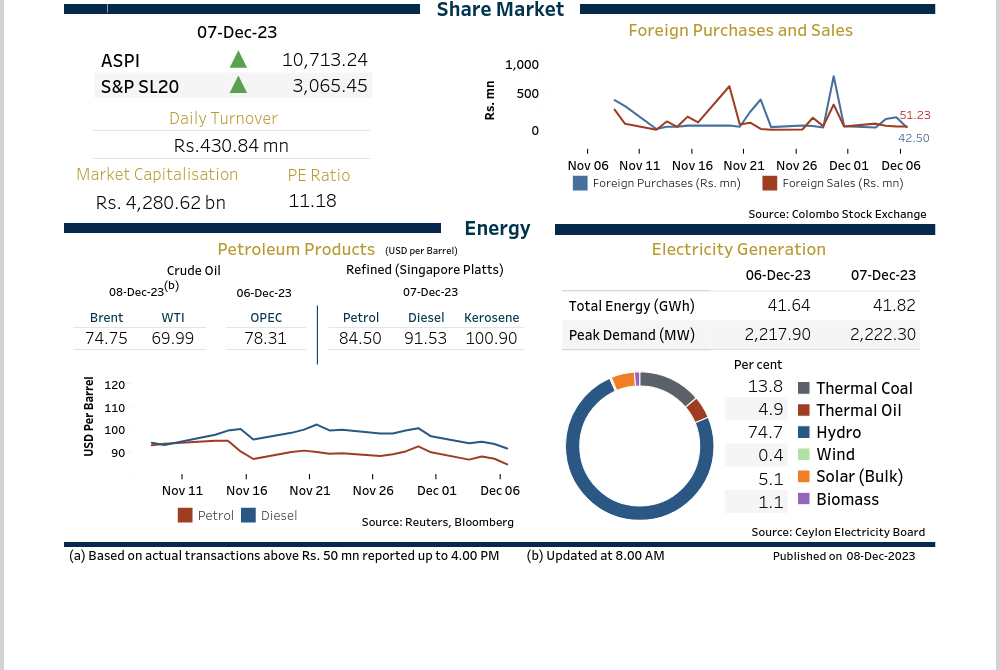 Share Market
07-Dec-23
ASPI 10,713.24
S&P SL20 3,065.45
Daily Turnover
Rs.430.84 mn
Market Capitalisation PE Ratio
Rs. 4,280.62 bn 11.18
Foreign Purchases and Sales
Rs. mn
1,000
500
0
51.23
42.50
Nov 06 Nov 11 Nov 16 Nov 21 Nov 26 Dec 01 Dec 06
Foreign Purchases (Rs. mn) Foreign Sales (Rs. mn)
Source: Colombo Stock Exchange
Energy
Petroleum Products (USD per Barrel)
Crude Oil Refined (Singapore Platts)
08-Dec-23(b) 06-Dec-23 07-Dec-23
Brent WTI OPEC Petrol Diesel Kerosene
74.75 69.99 78.31 84.50 91.53 100.90
USD Per Barrel
120
110
100
90
Nov 11 Nov 16 Nov 21 Nov 26 Dec 01 Dec 06
Petrol Diesel
Source: Reuters, Bloomberg
Electricity Generation
06-Dec-23 07-Dec-23
Total Energy (GWh) 41.64 41.82
Peak Demand (MW) 2,217.90 2,222.30
Per cent
13.8 Thermal Coal
4.9 Thermal Oil
74.7 Hydro
0.4 Wind
5.1 Solar (Bulk)
1.1 Biomass
Source: Ceylon Electricity Board
(a) Based on actual transactions above Rs. 50 mn reported up to 4.00 PM (b) Updated at 8.00 AM Published on 08-Dec-2023